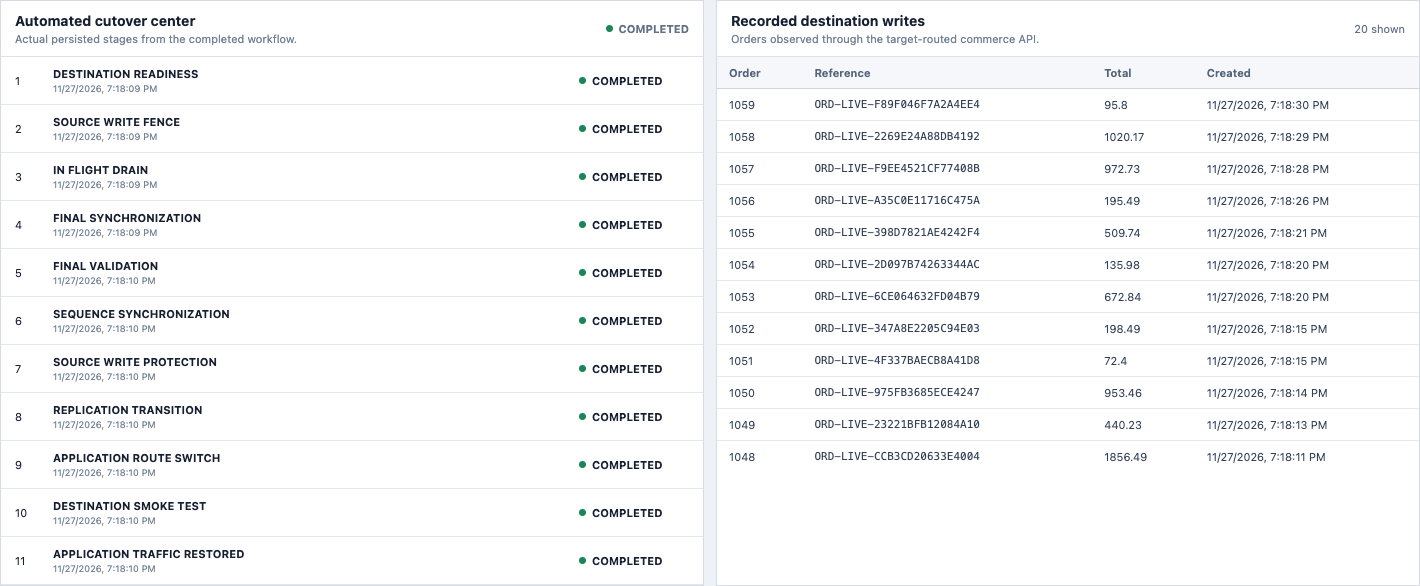 Automated cutover center
Actual persisted stages from the completed workflow.
COMPLETED
1 DESTINATION READINESS COMPLETED
11/27/2026, 7:18:09 PM
2 SOURCE WRITE FENCE COMPLETED
11/27/2026, 7:18:09 PM
3 IN FLIGHT DRAIN COMPLETED
11/27/2026, 7:18:09 PM
4 FINAL SYNCHRONIZATION COMPLETED
11/27/2026, 7:18:09 PM
5 FINAL VALIDATION COMPLETED
11/27/2026, 7:18:10 PM
6 SEQUENCE SYNCHRONIZATION COMPLETED
11/27/2026, 7:18:10 PM
7 SOURCE WRITE PROTECTION COMPLETED
11/27/2026, 7:18:10 PM
8 REPLICATION TRANSITION COMPLETED
11/27/2026, 7:18:10 PM
9 APPLICATION ROUTE SWITCH COMPLETED
11/27/2026, 7:18:10 PM
10 DESTINATION SMOKE TEST COMPLETED
11/27/2026, 7:18:10 PM
11 APPLICATION TRAFFIC RESTORED COMPLETED
11/27/2026, 7:18:10 PM
Recorded destination writes
Orders observed through the target-routed commerce API.
20 shown
Order Reference Total Created
1059 ORD-LIVE-F89F046F7A2A4EE4 95.8 11/27/2026, 7:18:30 PM
1058 ORD-LIVE-2269E24A88DB4192 1020.17 11/27/2026, 7:18:29 PM
1057 ORD-LIVE-F9EE4521CF77408B 972.73 11/27/2026, 7:18:28 PM
1056 ORD-LIVE-A35C0E11716C475A 195.49 11/27/2026, 7:18:26 PM
1055 ORD-LIVE-398D7821AE4242F4 509.74 11/27/2026, 7:18:21 PM
1054 ORD-LIVE-2D097B74263344AC 135.98 11/27/2026, 7:18:20 PM
1053 ORD-LIVE-6CE064632FD04B79 672.84 11/27/2026, 7:18:20 PM
1052 ORD-LIVE-347A8E2205C94E03 198.49 11/27/2026, 7:18:15 PM
1051 ORD-LIVE-4F337BAECB8A41D8 72.4 11/27/2026, 7:18:15 PM
1050 ORD-LIVE-975FB3685ECE4247 953.46 11/27/2026, 7:18:14 PM
1049 ORD-LIVE-23221BFB12084A10 440.23 11/27/2026, 7:18:13 PM
1048 ORD-LIVE-CCB3CD20633E4004 1856.49 11/27/2026, 7:18:11 PM